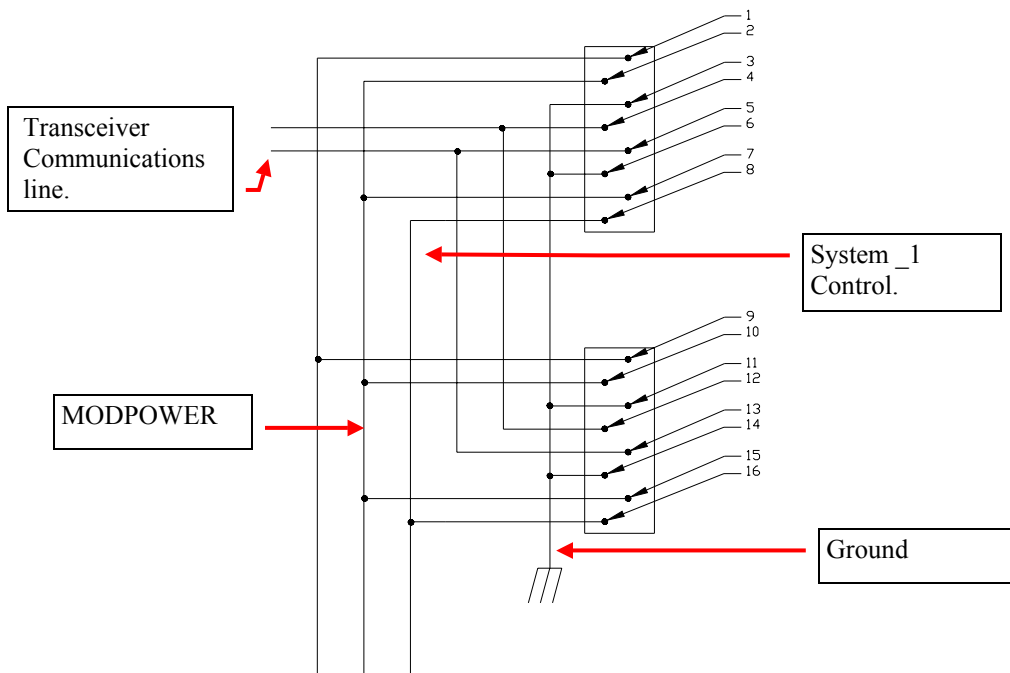 1
2
3
4
5
6
7
8
Transceiver
Communications
line.
System _1
Control.
9
10
11
12
13
14
15
16
MODPOWER
Ground